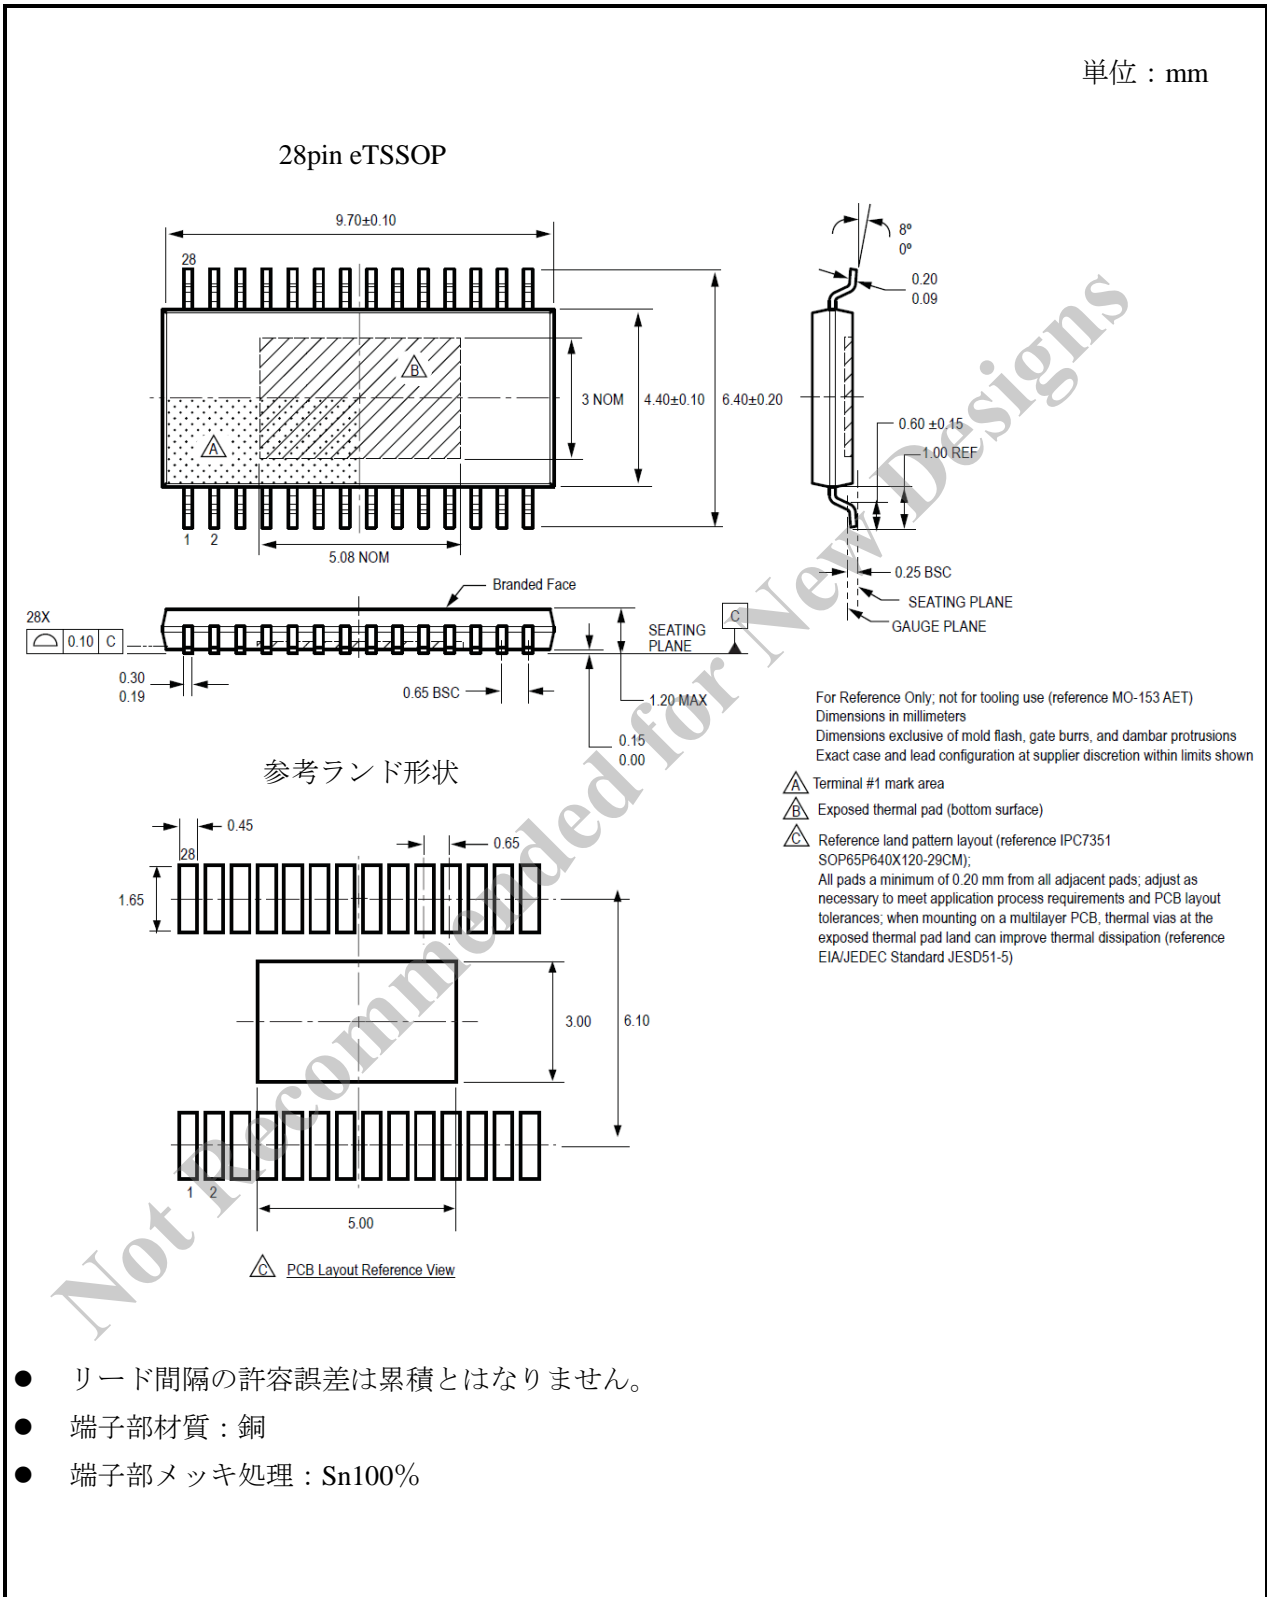 単位：mm
28pin eTSSOP
9.70±0.10
28
A
B
3 NOM
4.40±0.10
6.40±0.20
1 2
5.08 NOM
8º
0º
0.20
0.09
0.60 ±0.15
1.00 REF
0.25 BSC
SEATING PLANE
GAUGE PLANE
Branded Face
28X
0.10 C
0.30
0.19
0.65 BSC
SEATING
PLANE
C
1.20 MAX
0.15
0.00
For Reference Only; not for tooling use (reference MO-153 AET)
Dimensions in millimeters
Dimensions exclusive of mold flash, gate burrs, and dambar protrusions
Exact case and lead configuration at supplier discretion within limits shown
A Terminal #1 mark area
B Exposed thermal pad (bottom surface)
C Reference land pattern layout (reference IPC7351
SOP65P640X120-29CM);
All pads a minimum of 0.20 mm from all adjacent pads; adjust as
necessary to meet application process requirements and PCB layout
tolerances; when mounting on a multilayer PCB, thermal vias at the
exposed thermal pad land can improve thermal dissipation (reference
EIA/JEDEC Standard JESD51-5)
参考ランド形状
0.45
0.65
28
1.65
3.00
6.10
1 2
5.00
C PCB Layout Reference View
Not Recommended for New Designs
● リード間隔の許容誤差は累積とはなりません。
● 端子部材質：銅
● 端子部メッキ処理：Sn100％